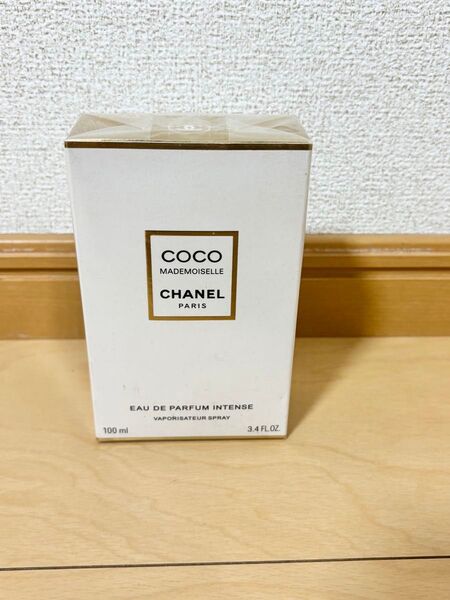 COCO
MADEMOISELLE
CHANEL
PARIS
EAU DE PARFUM INTENSE
VAPORISATEUR SPRAY
100 ml 3.4 FL.OZ.